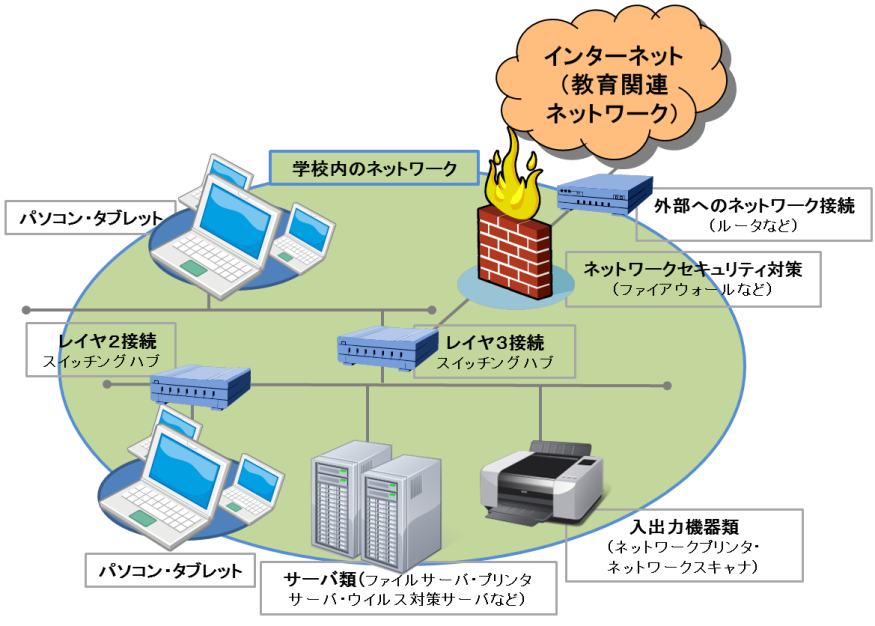 インターネット
（教育関連
ネットワーク）
学校内のネットワーク
パソコン・タブレット
外部へのネットワーク接続
（ルータなど）
ネットワークセキュリティ対策
（ファイアウォールなど）
レイヤ２接続
スイッチングハブ
レイヤ３接続
スイッチングハブ
パソコン・タブレット
サーバ類（ファイルサーバ・プリンタ
サーバ・ウイルス対策サーバなど）
入出力機器類
（ネットワークプリンタ・
ネットワークスキャナ）